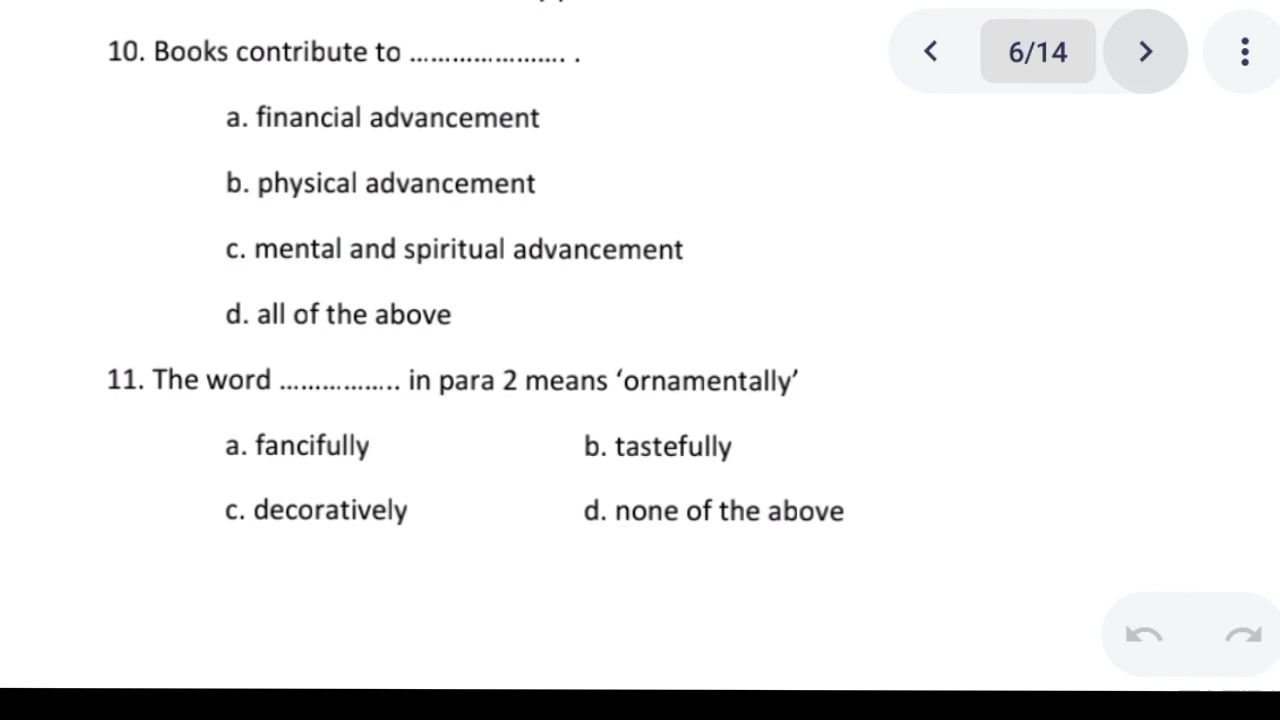 10. Books contribute to ...................... .
6/14
a. financial advancement
b. physical advancement
c. mental and spiritual advancement
d. all of the above
11. The word ................. in para 2 means ‘ornamentally’
a. fancifully b. tastefully
c. decoratively d. none of the above